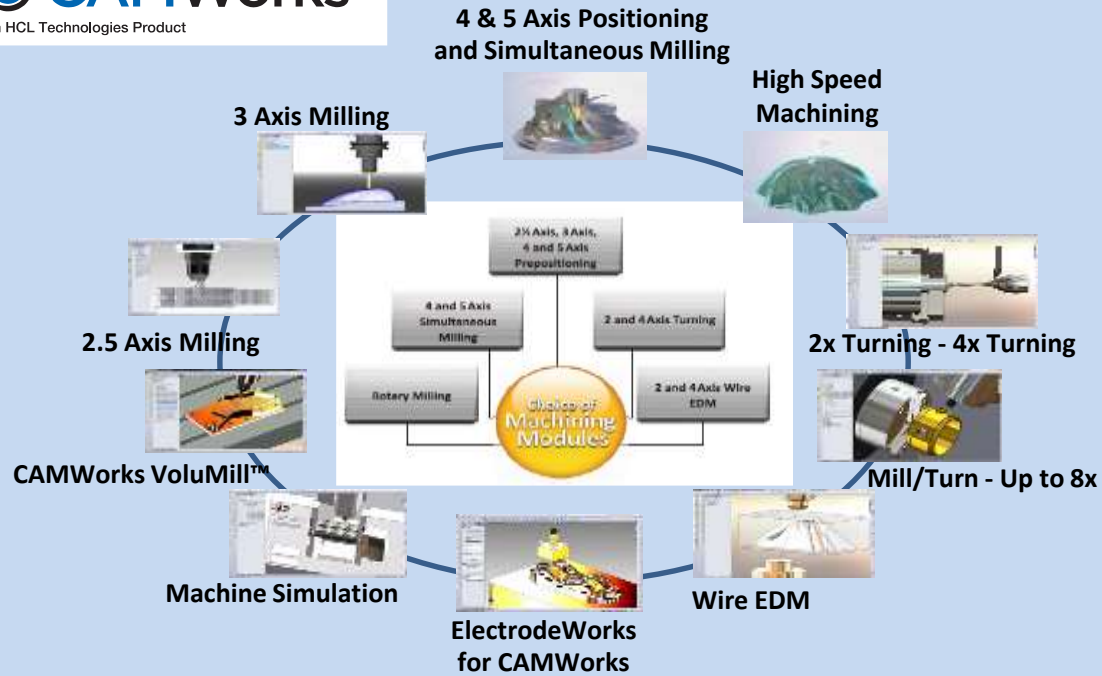 CAMWorks
HCL Technologies Product
4 & 5 Axis Positioning
and Simultaneous Milling
High Speed
Machining
3 Axis Milling
2½ Axis, 3 Axis,
4 and 5 Axis
Prepositioning
4 and 5 Axis
Simultaneous
Milling
2 and 4 Axis Turning
2.5 Axis Milling
2x Turning - 4x Turning
Rotary Milling
2 and 4 Axis Wire
EDM
Choice of
Machining
Modules
CAMWorks VoluMill™
Mill/Turn - Up to 8x
Machine Simulation
Wire EDM
ElectrodeWorks
for CAMWorks